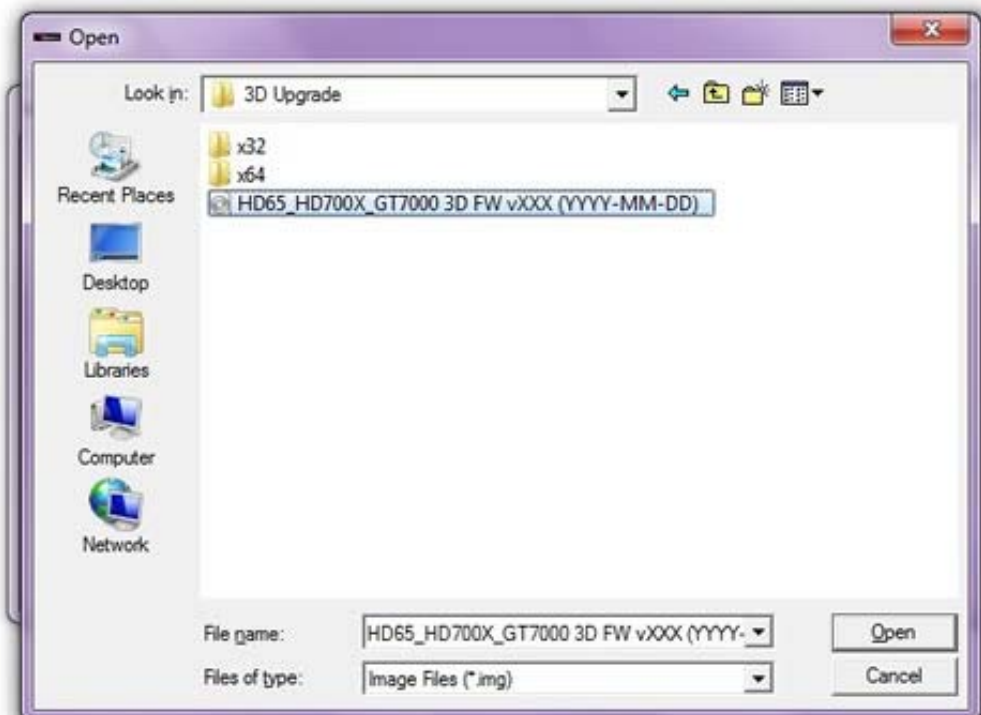 Open
Look in:
3D Upgrade
x32
x64
HD65_HD700X_GT7000 3D FW vXXX (YYYY-MM-DD)
Recent Places
Desktop
Libraries
Computer
Network
File name:
HD65_HD700X_GT7000 3D FW vXXX (YYYY-
Open
Files of type:
Image Files (*.img)
Cancel